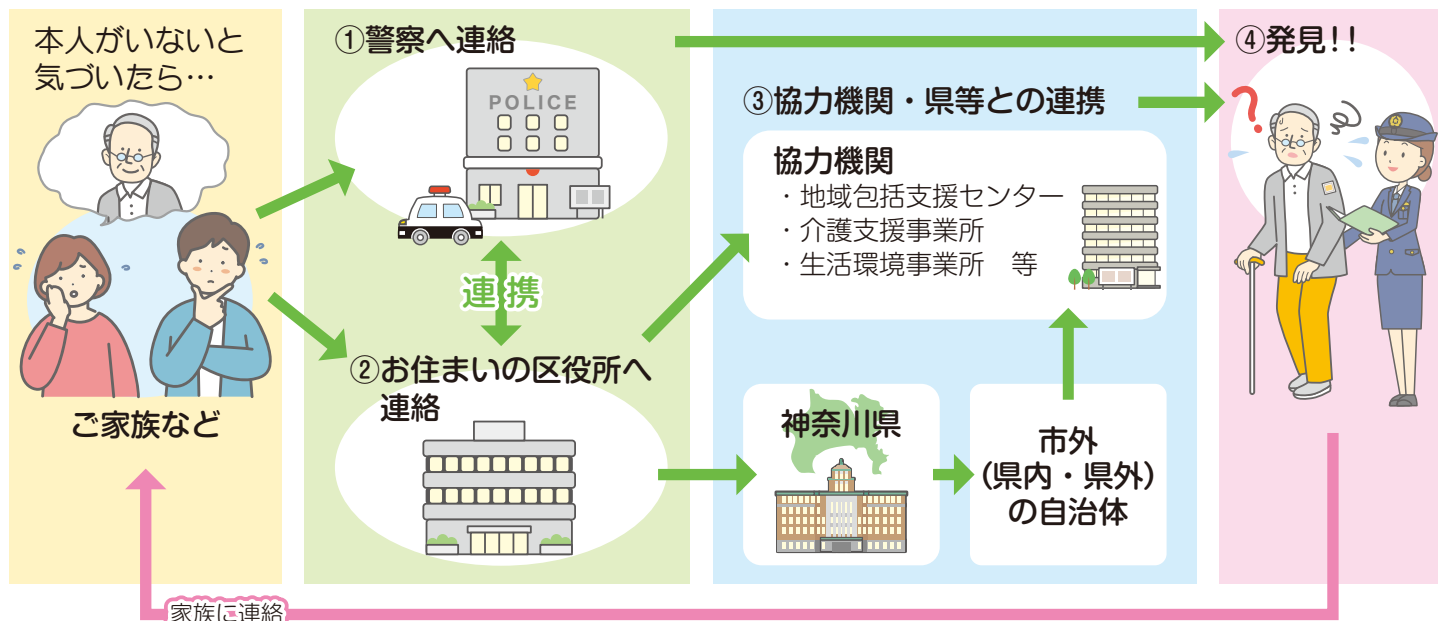 本人がいないと
気づいたら…
ご家族など
①警察へ連絡
POLICE
連携
②お住まいの区役所へ
連絡
③協力機関・県等との連携
協力機関
・地域包括支援センター
・介護支援事業所
・生活環境事業所　等
神奈川県
市外
(県内・県外)
の自治体
④発見!!
家族に連絡